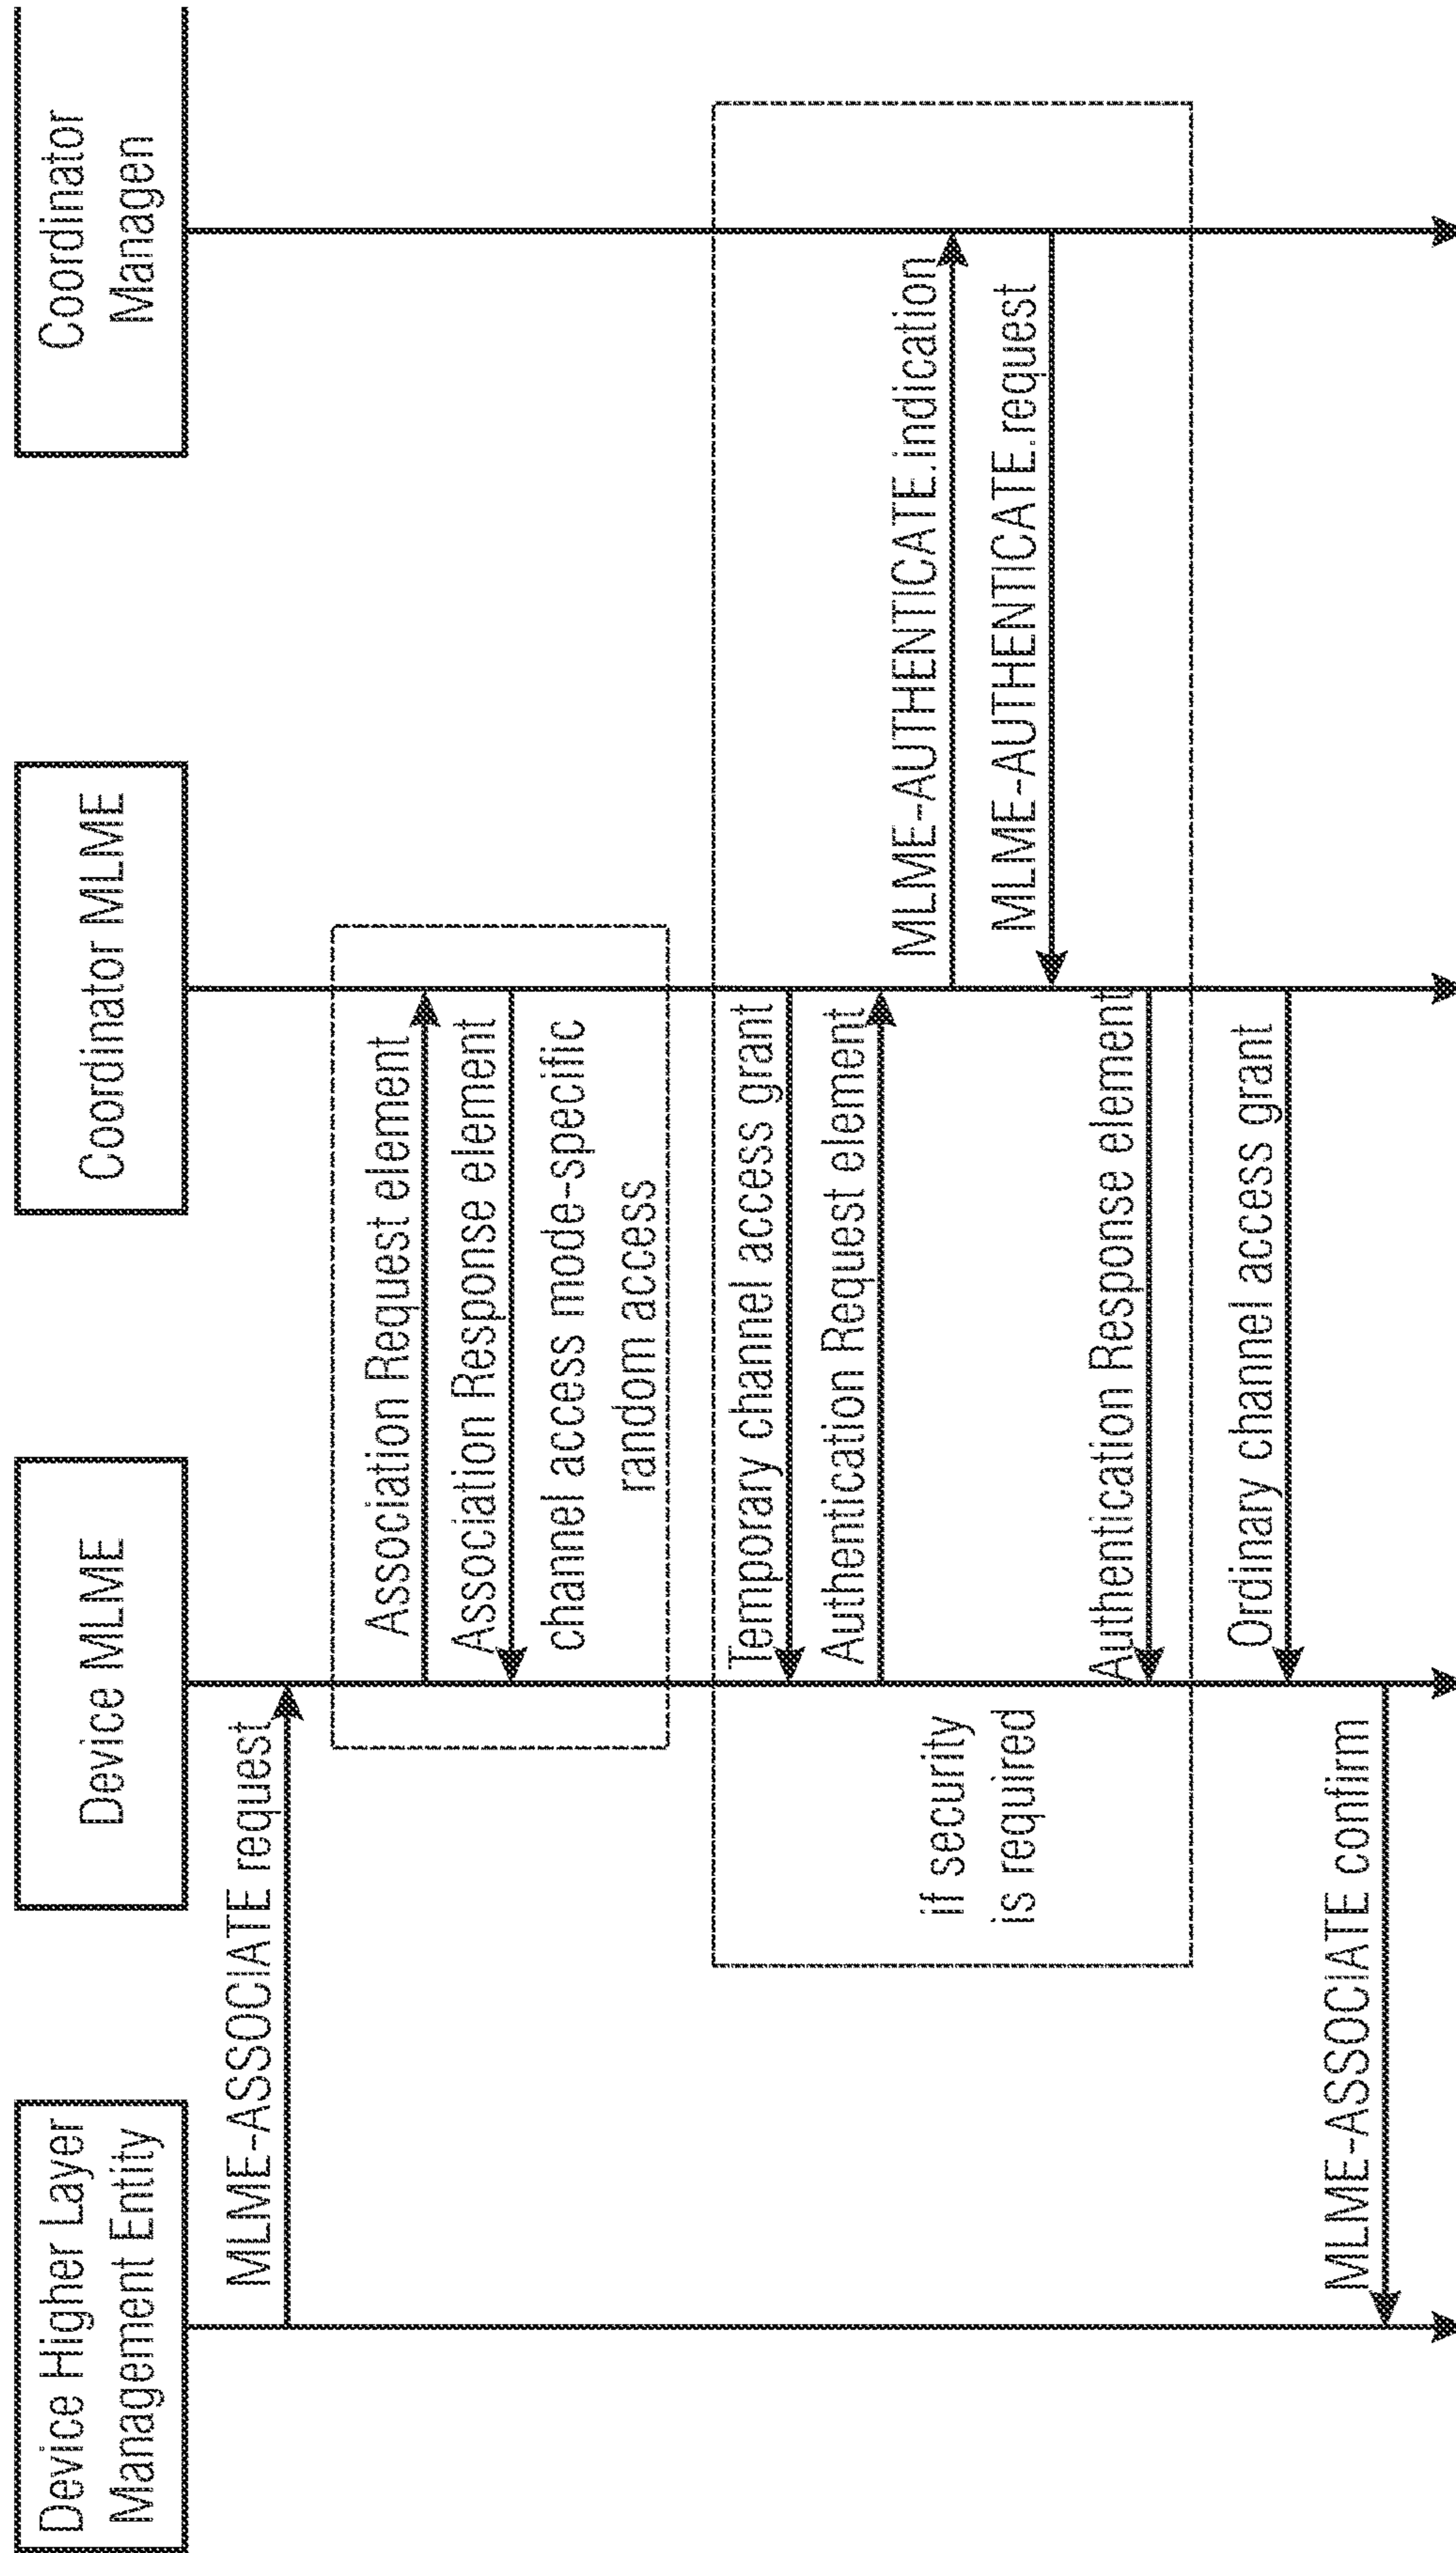 Device Higher Layer
Management Entity
Device MLME
Coordinator MLME
Coordinator
Managen
MLME-ASSOCIATE request
Association Request element
Association Response element
channel access mode-specific
random access
Temporary channel access grant
Authentication Request element
if security
is required
MLME-AUTHENTICATE.indication
MLME-AUTHENTICATE.request
Authentication Response element
Ordinary channel access grant
MLME-ASSOCIATE confirm